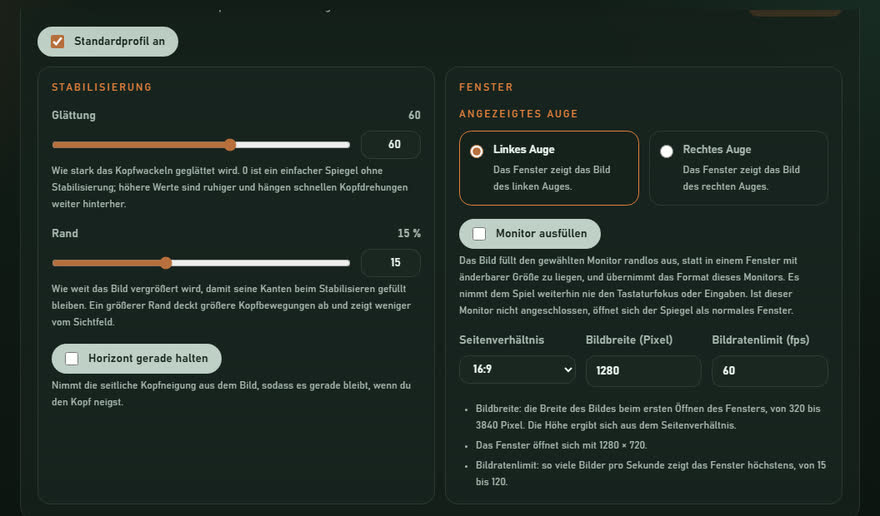 Standardprofil an
STABILISIERUNG
Glättung 60
60
Wie stark das Kopfwackeln geglättet wird. 0 ist ein einfacher Spiegel ohne
Stabilisierung; höhere Werte sind ruhiger und hängen schnellen Kopfdrehungen
weiter hinterher.
Rand 15 %
15
Wie weit das Bild vergrößert wird, damit seine Kanten beim Stabilisieren gefüllt
bleiben. Ein größerer Rand deckt größere Kopfbewegungen ab und zeigt weniger
vom Sichtfeld.
Horizont gerade halten
Nimmt die seitliche Kopfneigung aus dem Bild, sodass es gerade bleibt, wenn du
den Kopf neigst.
FENSTER
ANGEZEIGTES AUGE
Linkes Auge
Das Fenster zeigt das Bild
des linken Auges.
Rechtes Auge
Das Fenster zeigt das Bild
des rechten Auges.
Monitor ausfüllen
Das Bild füllt den gewählten Monitor randlos aus, statt in einem Fenster mit
änderbarer Größe zu liegen, und übernimmt das Format dieses Monitors. Es
nimmt dem Spiel weiterhin nie den Tastaturfokus oder Eingaben. Ist dieser
Monitor nicht angeschlossen, öffnet sich der Spiegel als normales Fenster.
Seitenverhältnis Bildbreite (Pixel) Bildratenlimit (fps)
16:9 1280 60
• Bildbreite: die Breite des Bildes beim ersten Öffnen des Fensters, von 320 bis
3840 Pixel. Die Höhe ergibt sich aus dem Seitenverhältnis.
• Das Fenster öffnet sich mit 1280 × 720.
• Bildratenlimit: so viele Bilder pro Sekunde zeigt das Fenster höchstens, von 15
bis 120.